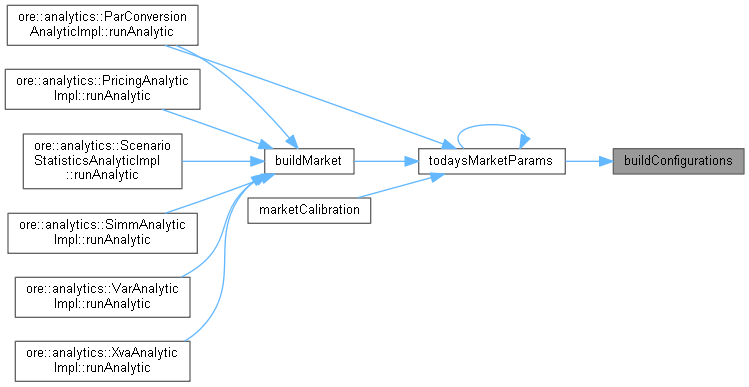 ore::analytics::ParConversion
AnalyticImpl::runAnalytic
ore::analytics::PricingAnalytic
Impl::runAnalytic
ore::analytics::Scenario
StatisticsAnalyticImpl
::runAnalytic
ore::analytics::SimmAnalytic
Impl::runAnalytic
ore::analytics::VarAnalytic
Impl::runAnalytic
ore::analytics::XvaAnalytic
Impl::runAnalytic
buildMarket
marketCalibration
todaysMarketParams
buildConfigurations